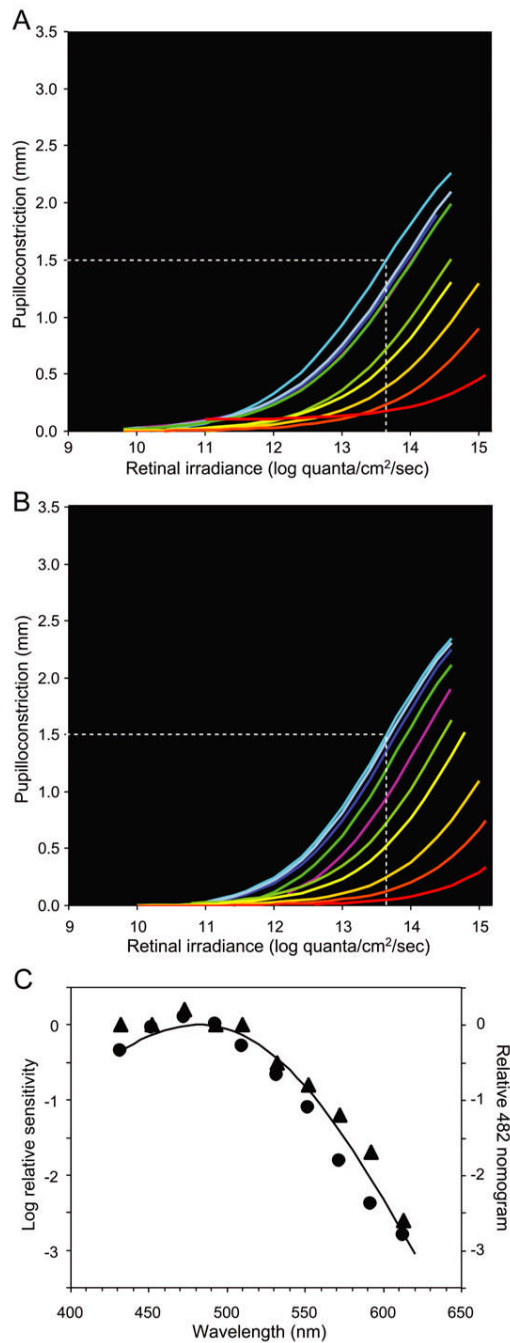 A
3.5
3.0
2.5
2.0
1.5
1.0
0.5
0.0
Pupilloconstriction (mm)
9 10 11 12 13 14 15
Retinal irradiance (log quanta/cm²/sec)
B
3.5
3.0
2.5
2.0
1.5
1.0
0.5
0.0
Pupilloconstriction (mm)
9 10 11 12 13 14 15
Retinal irradiance (log quanta/cm²/sec)
C
0
-1
-2
-3
Log relative sensitivity
0
-1
-2
-3
Relative 482 nomogram
400 450 500 550 600 650
Wavelength (nm)